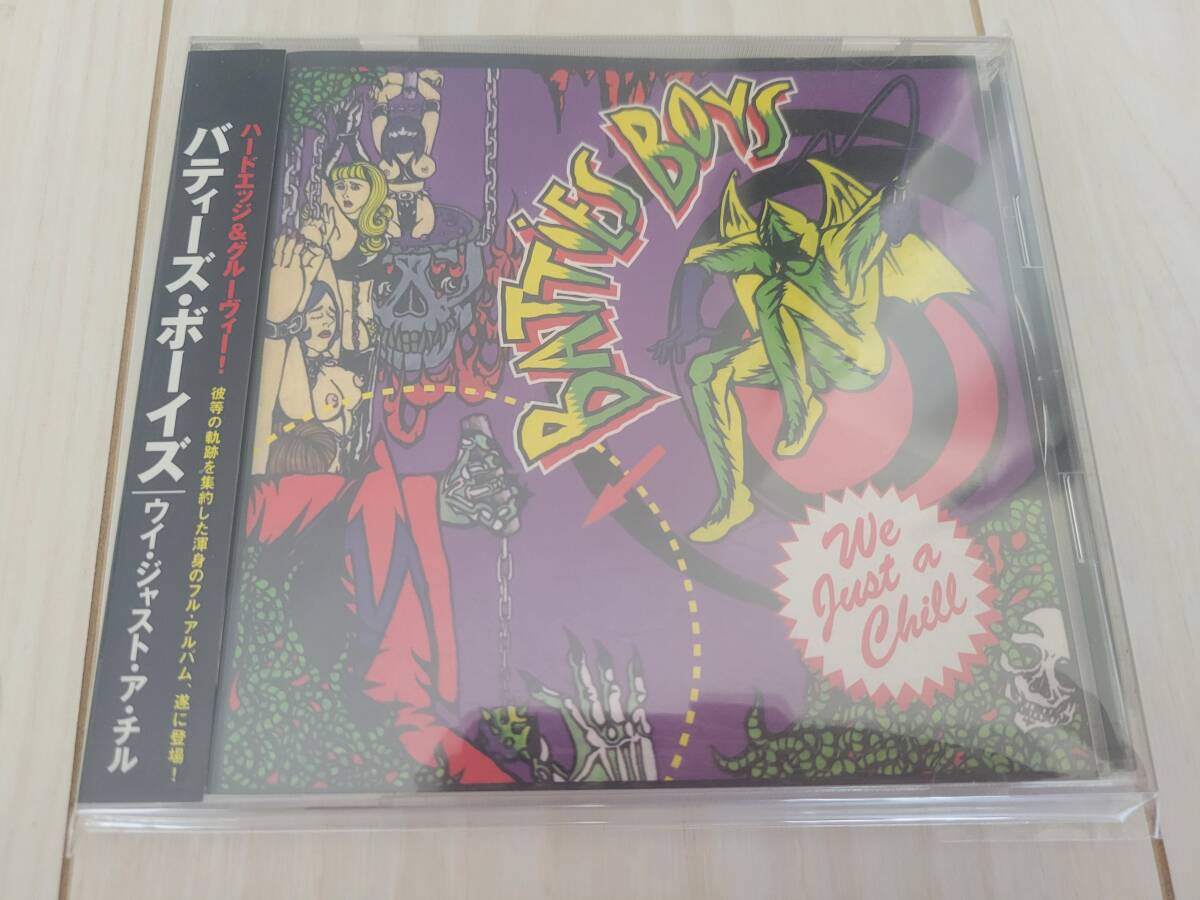 ハードエッジ&グルーヴィー!
彼等の軌跡を集約した渾身のフル・アルバム、遂に登場!
バティーズ・ボーイズ|ウイ・ジャスト・ア・チル
BATTIES BOYS
We
Just a
Chill